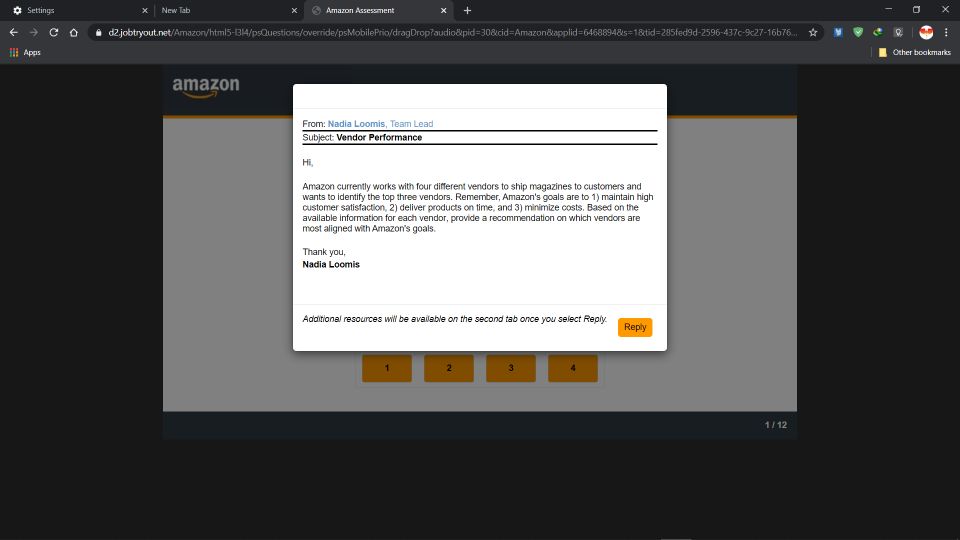 Settings
New Tab
Amazon Assessment
d2.jobtryout.net/Amazon/html5-l3l4/psQuestions/override/psMobilePrio/dragDrop?audio&pid=30&cid=Amazon&applid=6468894&s=1&tid=285fed9d-2596-437c-9c27-16b76...
Apps
Other bookmarks
amazon
From: Nadia Loomis, Team Lead
Subject: Vendor Performance
Hi,
Amazon currently works with four different vendors to ship magazines to customers and
wants to identify the top three vendors. Remember, Amazon's goals are to 1) maintain high
customer satisfaction, 2) deliver products on time, and 3) minimize costs. Based on the
available information for each vendor, provide a recommendation on which vendors are
most aligned with Amazon's goals.
Thank you,
Nadia Loomis
Additional resources will be available on the second tab once you select Reply.
Reply
1 2 3 4
1 / 12